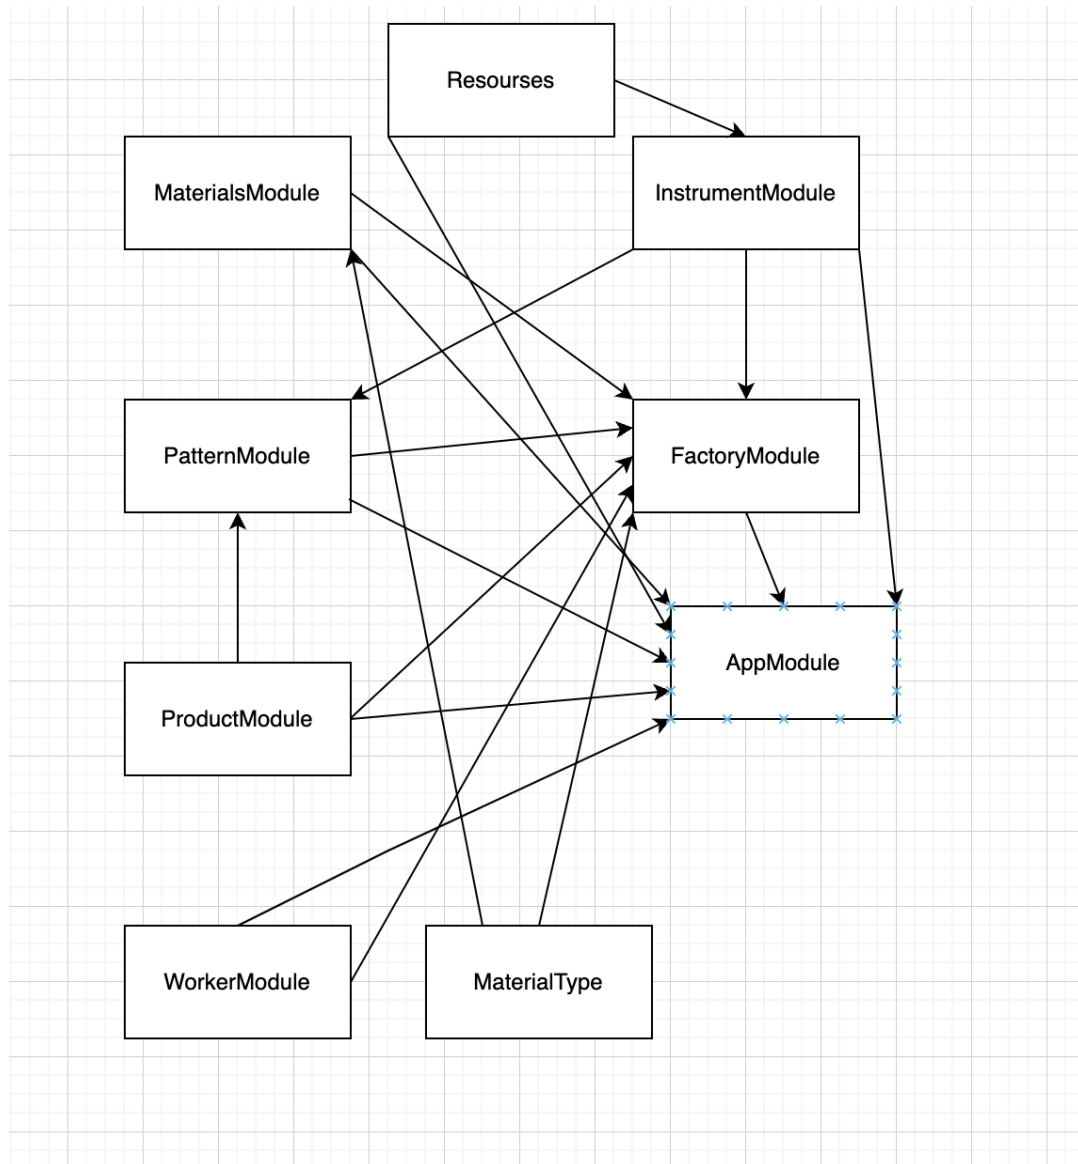 Resourses
MaterialsModule
InstrumentModule
PatternModule
FactoryModule
ProductModule
AppModule
WorkerModule
MaterialType